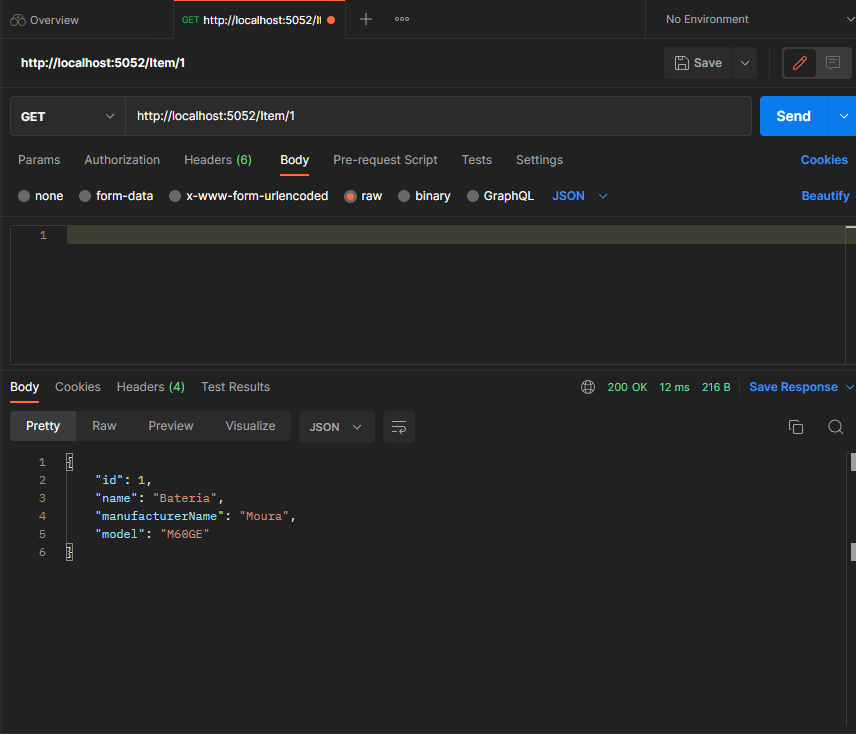 Overview
GET http://localhost:5052/It
No Environment
http://localhost:5052/Item/1
Save
GET
http://localhost:5052/Item/1
Send
Params Authorization Headers (6) Body Pre-request Script Tests Settings Cookies
none form-data x-www-form-urlencoded raw binary GraphQL JSON Beautify
1
Body Cookies Headers (4) Test Results 200 OK 12 ms 216 B Save Response
Pretty Raw Preview Visualize JSON
1 {
2 "id": 1,
3 "name": "Bateria",
4 "manufacturerName": "Moura",
5 "model": "M60GE"
6 }